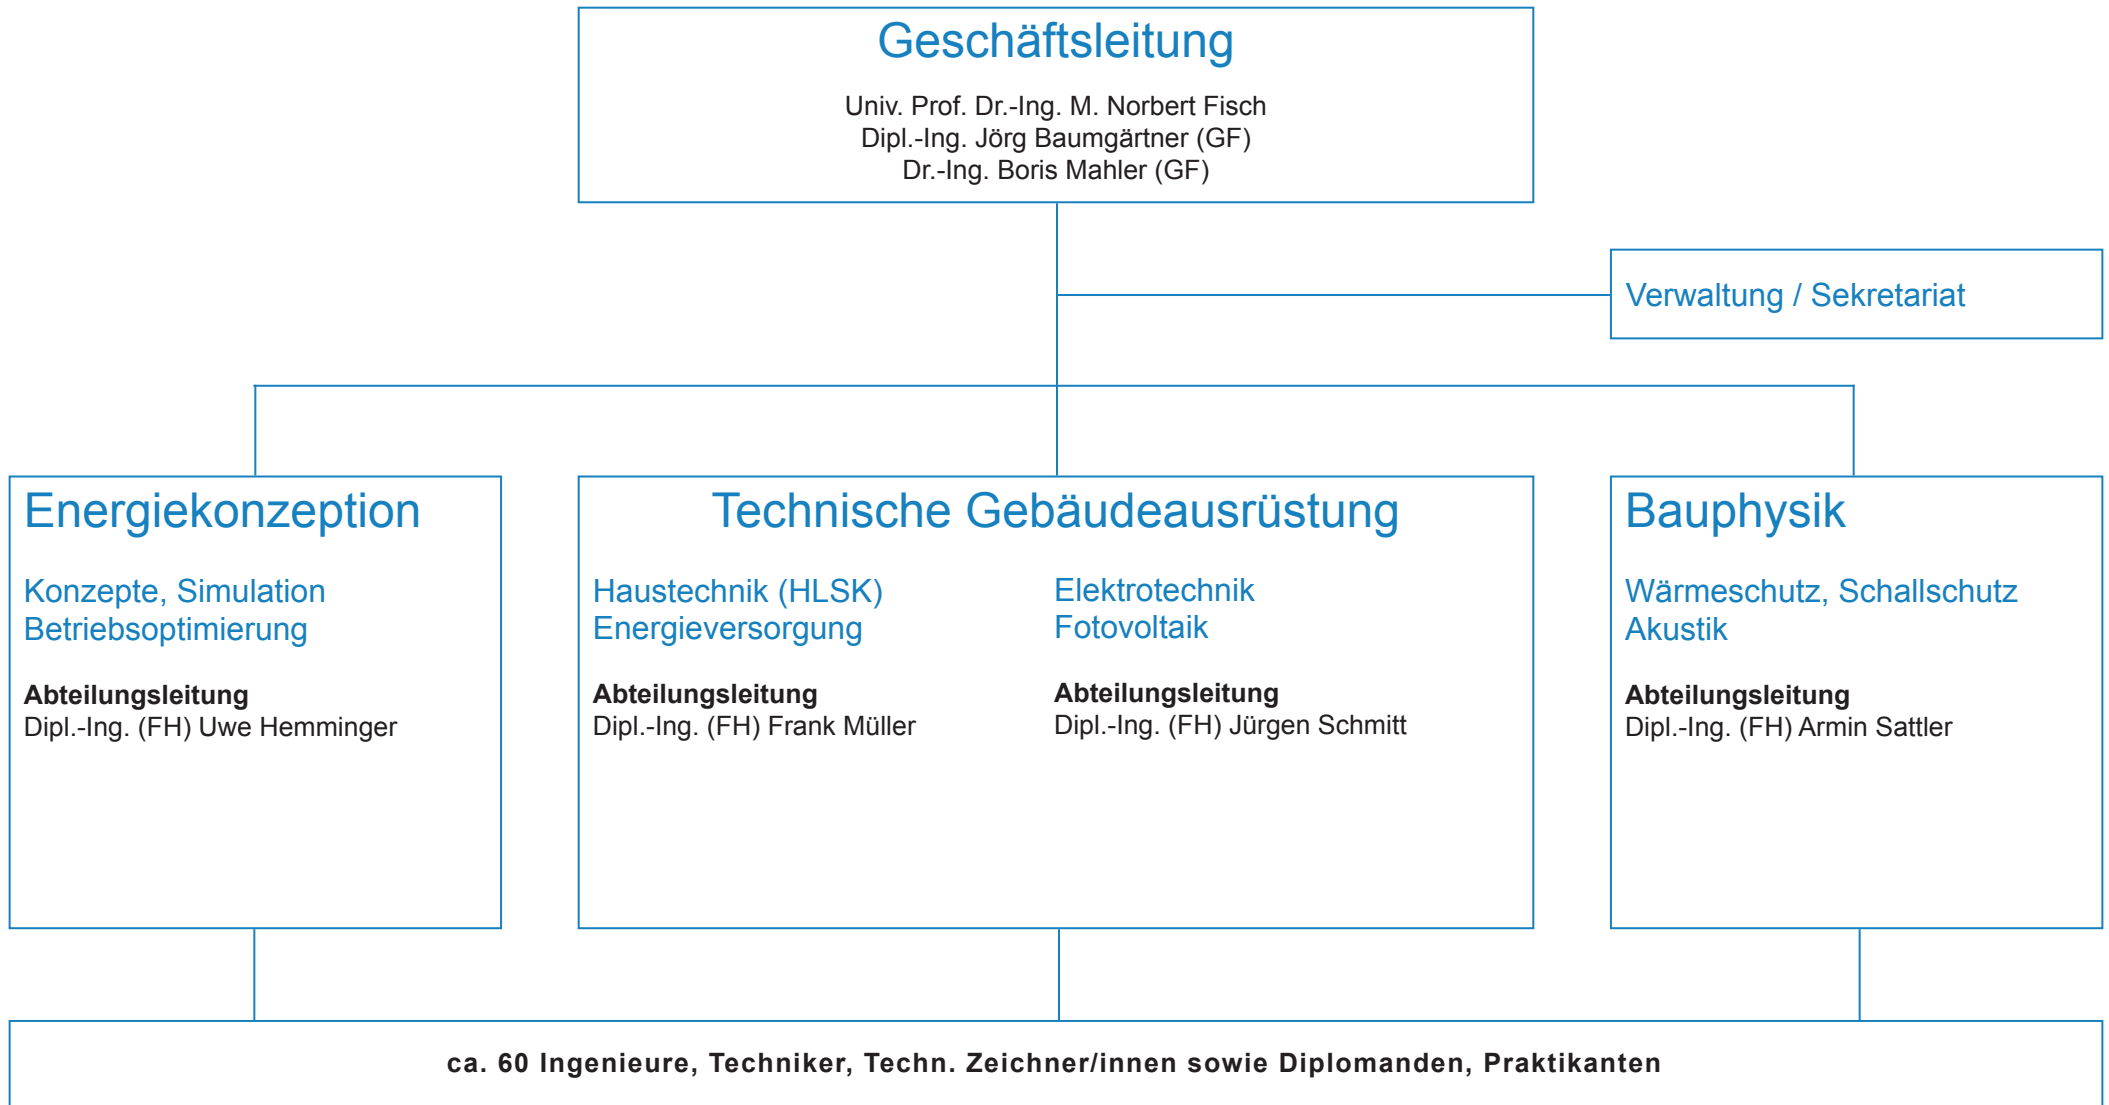 Geschäftsleitung
Univ. Prof. Dr.-Ing. M. Norbert Fisch
Dipl.-Ing. Jörg Baumgärtner (GF)
Dr.-Ing. Boris Mahler (GF)
Verwaltung / Sekretariat
Energiekonzeption
Konzepte, Simulation
Betriebsoptimierung
Abteilungsleitung
Dipl.-Ing. (FH) Uwe Hemminger
Technische Gebäudeausrüstung
Haustechnik (HLSK)
Energieversorgung
Abteilungsleitung
Dipl.-Ing. (FH) Frank Müller
Elektrotechnik
Fotovoltaik
Abteilungsleitung
Dipl.-Ing. (FH) Jürgen Schmitt
Bauphysik
Wärmeschutz, Schallschutz
Akustik
Abteilungsleitung
Dipl.-Ing. (FH) Armin Sattler
ca. 60 Ingenieure, Techniker, Techn. Zeichner/innen sowie Diplomanden, Praktikanten